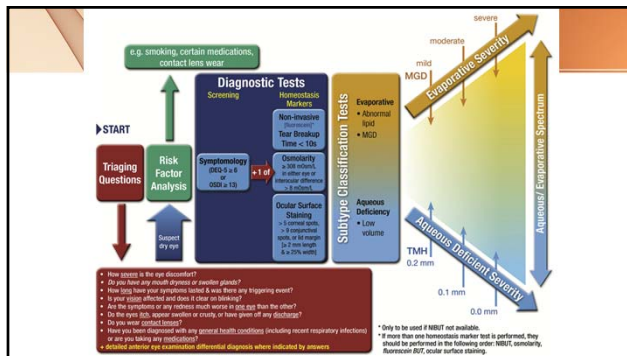 e.g. smoking, certain medications,
contact lens wear
START
Triaging
Questions
Risk
Factor
Analysis
Suspect
dry eye
Diagnostic Tests
Screening
Homeostasis
Markers
Symptomology
(DEQ-5 ≥ 6
or
OSDI ≥ 13)
+1 of
Non-invasive
[fluorescein]*
Tear Breakup
Time < 10s
Osmolarity
≥ 308 mOsm/L
in either eye or
interocular difference
> 8 mOsm/L
Ocular Surface
Staining
> 5 corneal spots,
> 9 conjunctival
spots, or lid margin
[≥ 2 mm length
& ≥ 25% width]
Subtype Classification Tests
Evaporative
• Abnormal
lipid
• MGD
Aqueous
Deficiency
• Low
volume
severe
moderate
mild
MGD
Evaporative Severity
Aqueous/ Evaporative Spectrum
TMH
0.2 mm
0.1 mm
0.0 mm
Aqueous Deficient Severity
• How severe is the eye discomfort?
• Do you have any mouth dryness or swollen glands?
• How long have your symptoms lasted & was there any triggering event?
• Is your vision affected and does it clear on blinking?
• Are the symptoms or any redness much worse in one eye than the other?
• Do the eyes itch, appear swollen or crusty, or have given off any discharge?
• Do you wear contact lenses?
• Have you been diagnosed with any general health conditions (including recent respiratory infections)
or are you taking any medications?
+ detailed anterior eye examination differential diagnosis where indicated by answers
* Only to be used if NIBUT not available.
* If more than one homeostasis marker test is performed, they
should be performed in the following order: NIBUT, osmolarity,
fluorescein BUT, ocular surface staining.